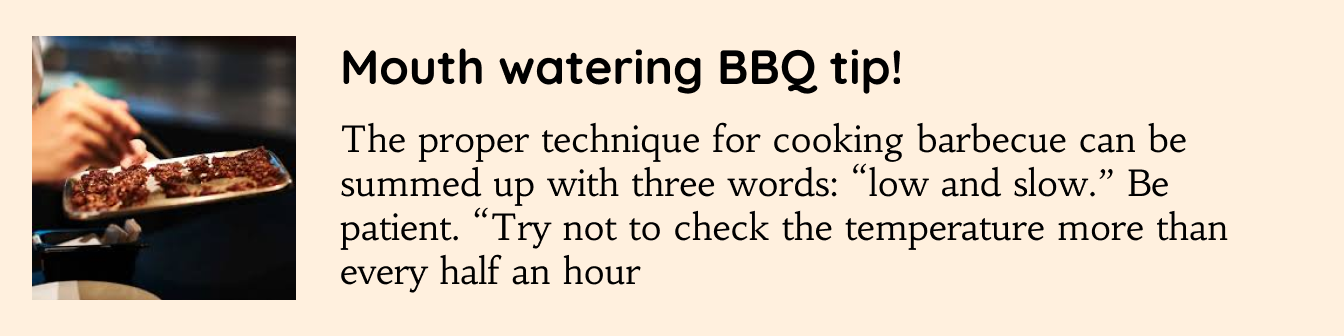 Mouth watering BBQ tip!
The proper technique for cooking barbecue can be
summed up with three words: “low and slow.” Be
patient. “Try not to check the temperature more than
every half an hour